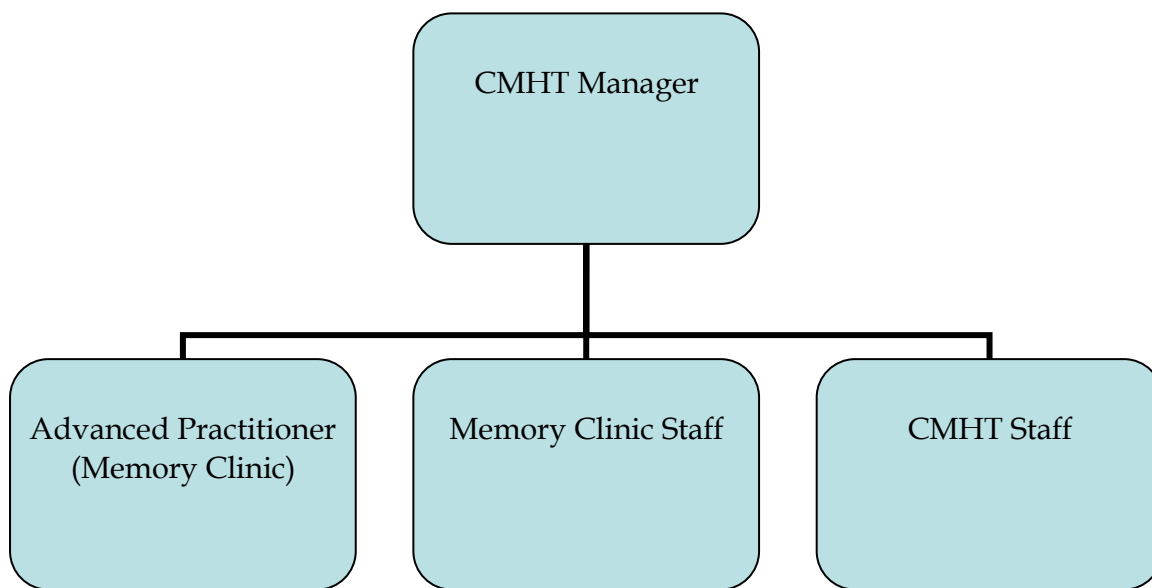 CMHT Manager
Advanced Practitioner
(Memory Clinic)
Memory Clinic Staff
CMHT Staff